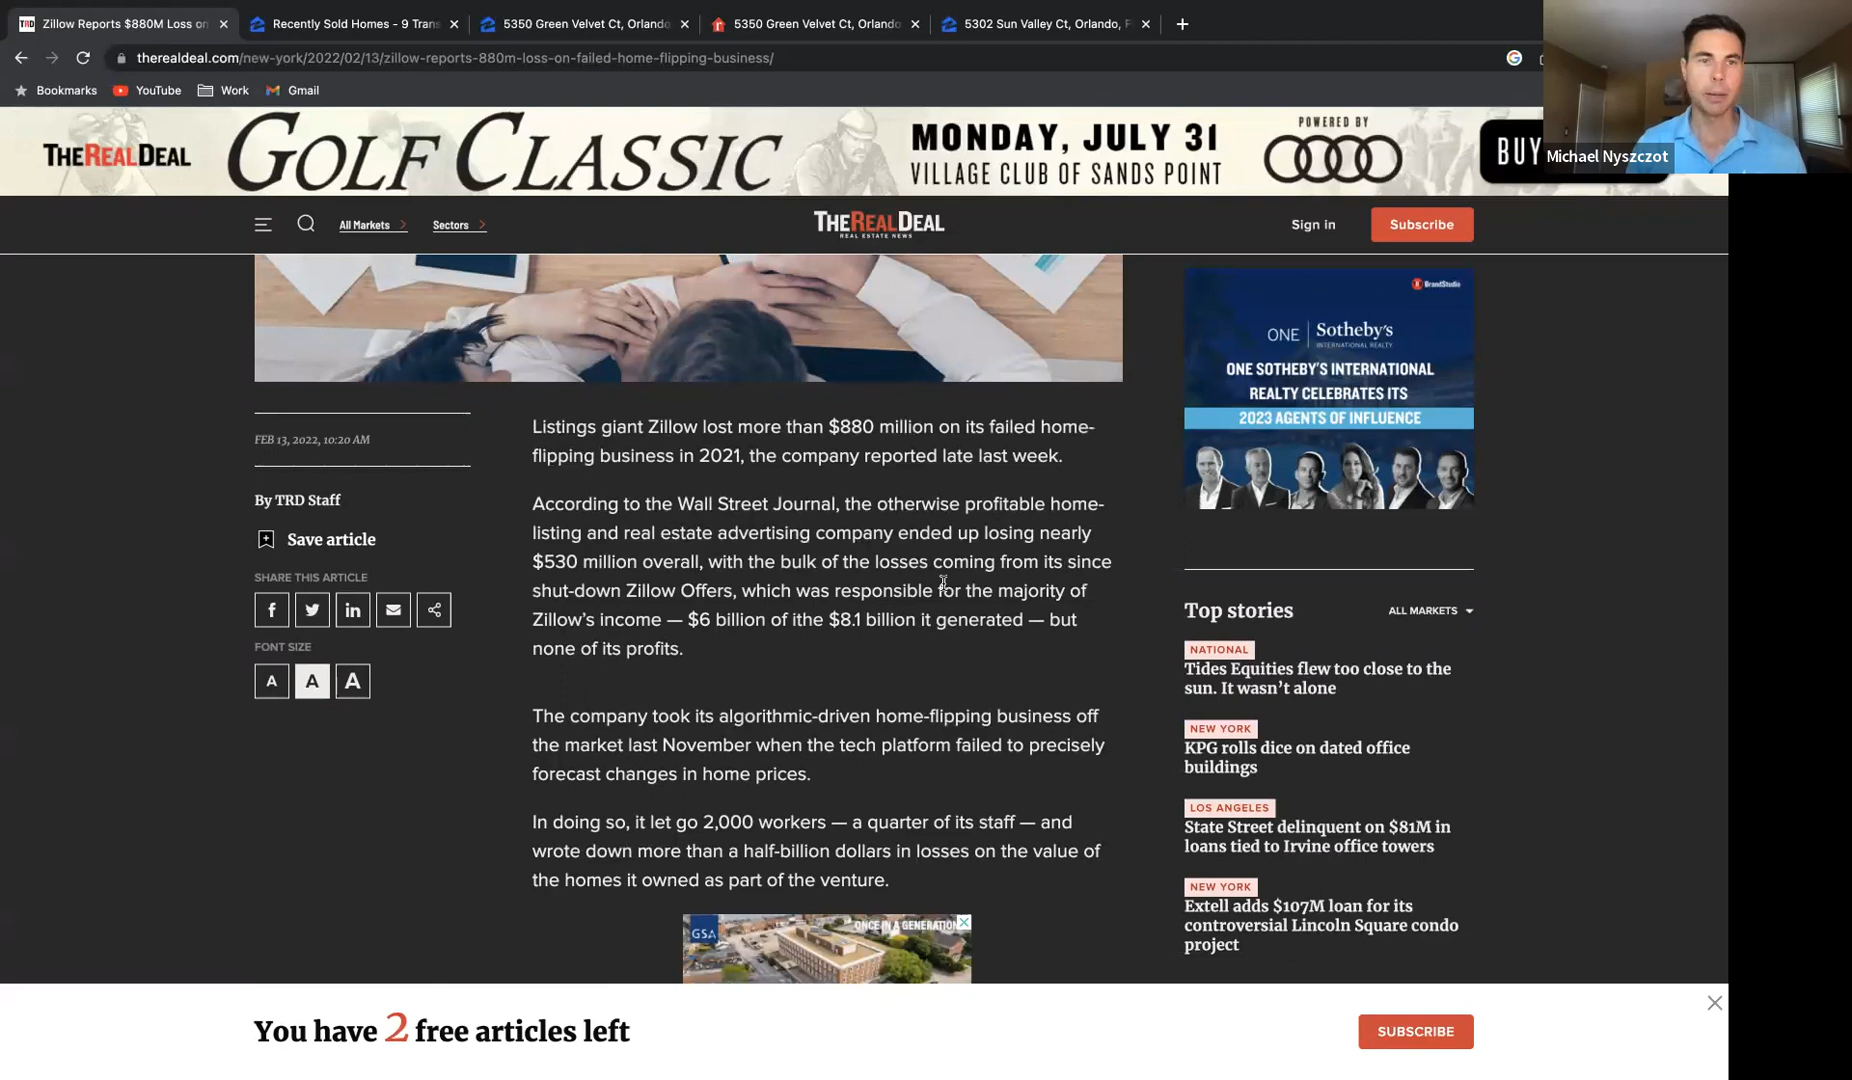 Zillow Reports $880M Loss on
Recently Sold Homes - 9 Trans
5350 Green Velvet Ct, Orlando
5350 Green Velvet Ct, Orlando
5302 Sun Valley Ct, Orlando, F
therealdeal.com/new-york/2022/02/13/zillow-reports-880m-loss-on-failed-home-flipping-business/
Bookmarks
YouTube
Work
Gmail
THE REAL DEAL
GOLF CLASSIC
MONDAY, JULY 31
VILLAGE CLUB OF SANDS POINT
POWERED BY
BUY
Michael Nyszczot
All Markets
Sectors
THE REAL DEAL
REAL ESTATE NEWS
Sign in
Subscribe
FEB 13, 2022, 10:20 AM
By TRD Staff
Save article
SHARE THIS ARTICLE
FONT SIZE
A A A
Listings giant Zillow lost more than $880 million on its failed home-
flipping business in 2021, the company reported late last week.
According to the Wall Street Journal, the otherwise profitable home-
listing and real estate advertising company ended up losing nearly
$530 million overall, with the bulk of the losses coming from its since
shut-down Zillow Offers, which was responsible for the majority of
Zillow's income — $6 billion of ithe $8.1 billion it generated — but
none of its profits.
The company took its algorithmic-driven home-flipping business off
the market last November when the tech platform failed to precisely
forecast changes in home prices.
In doing so, it let go 2,000 workers — a quarter of its staff — and
wrote down more than a half-billion dollars in losses on the value of
the homes it owned as part of the venture.
GSA
ONCE IN A GENERATION
BrandStudio
ONE Sotheby's
INTERNATIONAL REALTY
ONE SOTHEBY'S INTERNATIONAL
REALTY CELEBRATES ITS
2023 AGENTS OF INFLUENCE
Top stories
ALL MARKETS
NATIONAL
Tides Equities flew too close to the
sun. It wasn't alone
NEW YORK
KPG rolls dice on dated office
buildings
LOS ANGELES
State Street delinquent on $81M in
loans tied to Irvine office towers
NEW YORK
Extell adds $107M loan for its
controversial Lincoln Square condo
project
You have 2 free articles left
SUBSCRIBE